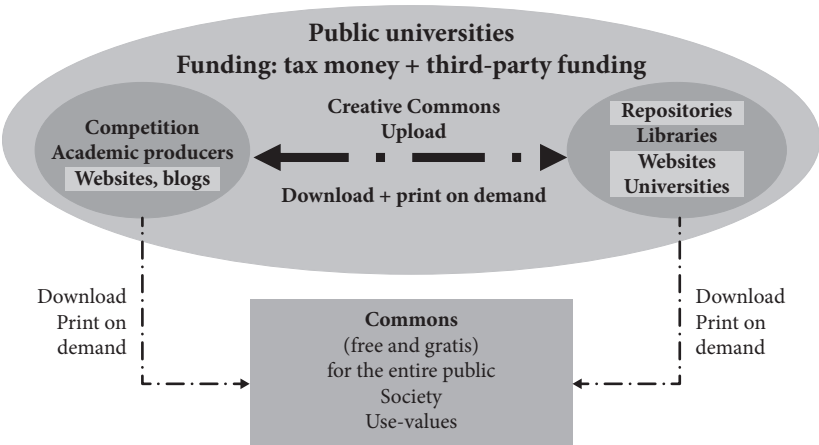 Public universities
Funding: tax money + third-party funding
Competition
Academic producers
Websites, blogs
Creative Commons
Upload
Download + print on demand
Repositories
Libraries
Websites
Universities
Download
Print on
demand
Commons
(free and gratis)
for the entire public
Society
Use-values
Download
Print on
demand